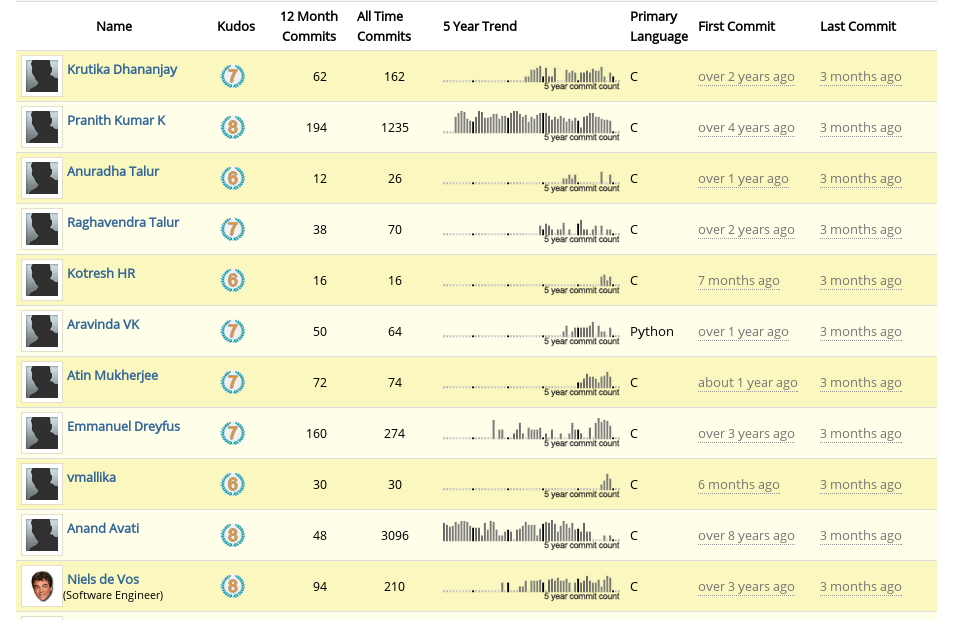 Name Kudos 12 Month Commits All Time Commits 5 Year Trend Primary Language First Commit Last Commit
Krutika Dhananjay 7 62 162 5 year commit count C over 2 years ago 3 months ago
Pranith Kumar K 8 194 1235 5 year commit count C over 4 years ago 3 months ago
Anuradha Talur 6 12 26 5 year commit count C over 1 year ago 3 months ago
Raghavendra Talur 7 38 70 5 year commit count C over 2 years ago 3 months ago
Kotresh HR 6 16 16 5 year commit count C 7 months ago 3 months ago
Aravinda VK 7 50 64 5 year commit count Python over 1 year ago 3 months ago
Atin Mukherjee 7 72 74 5 year commit count C about 1 year ago 3 months ago
Emmanuel Dreyfus 7 160 274 5 year commit count C over 3 years ago 3 months ago
vmallika 6 30 30 5 year commit count C 6 months ago 3 months ago
Anand Avati 8 48 3096 5 year commit count C over 8 years ago 3 months ago
Niels de Vos 8 94 210 5 year commit count C over 3 years ago 3 months ago
(Software Engineer)